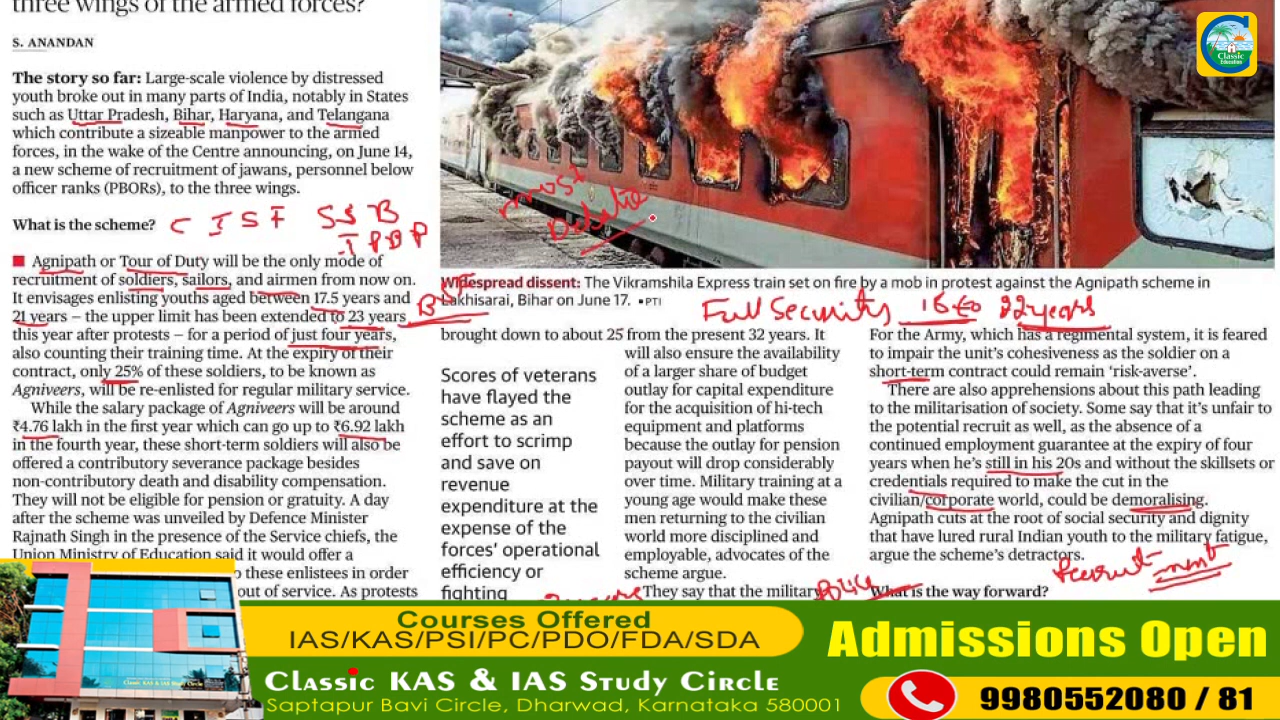 three wings of the armed forces?
S. ANANDAN
The story so far: Large-scale violence by distressed
youth broke out in many parts of India, notably in States
such as Uttar Pradesh, Bihar, Haryana, and Telangana
which contribute a sizeable manpower to the armed
forces, in the wake of the Centre announcing, on June 14,
a new scheme of recruitment of jawans, personnel below
officer ranks (PBORs), to the three wings.
What is the scheme?
C I S F S S B
Agnipath or Tour of Duty will be the only mode of
recruitment of soldiers, sailors, and airmen from now on.
It envisages enlisting youths aged between 17.5 years and
21 years – the upper limit has been extended to 23 years
this year after protests – for a period of just four years,
also counting their training time. At the expiry of their
contract, only 25% of these soldiers, to be known as
Agniveers, will be re-enlisted for regular military service.
While the salary package of Agniveers will be around
₹4.76 lakh in the first year which can go up to ₹6.92 lakh
in the fourth year, these short-term soldiers will also be
offered a contributory severance package besides
non-contributory death and disability compensation.
They will not be eligible for pension or gratuity. A day
after the scheme was unveiled by Defence Minister
Rajnath Singh in the presence of the Service chiefs, the
Union Ministry of Education said it would offer a
these enlistees in order
out of service. As protests
most
Widespread dissent: The Vikramshila Express train set on fire by a mob in protest against the Agnipath scheme in
Lakhisarai, Bihar on June 17. •PTI
Full Security 16 to 22 years
brought down to about 25 from the present 32 years. It
will also ensure the availability
of a larger share of budget
outlay for capital expenditure
for the acquisition of hi-tech
equipment and platforms
because the outlay for pension
payout will drop considerably
over time. Military training at a
young age would make these
men returning to the civilian
world more disciplined and
employable, advocates of the
scheme argue.
They say that the military
Scores of veterans
have flayed the
scheme as an
effort to scrimp
and save on
revenue
expenditure at the
expense of the
forces' operational
efficiency or
fighting
Police
For the Army, which has a regimental system, it is feared
to impair the unit's cohesiveness as the soldier on a
short-term contract could remain 'risk-averse'.
There are also apprehensions about this path leading
to the militarisation of society. Some say that it's unfair to
the potential recruit as well, as the absence of a
continued employment guarantee at the expiry of four
years when he's still in his 20s and without the skillsets or
credentials required to make the cut in the
civilian/corporate world, could be demoralising.
Agnipath cuts at the root of social security and dignity
that have lured rural Indian youth to the military fatigue,
argue the scheme's detractors.
Recruit-
ment
What is the way forward?
Classic
Education
Courses Offered
IAS/KAS/PSI/PC/PDO/FDA/SDA
Classic KAS & IAS Study Circle
Classic KAS & IAS Study Circle
Saptapur Bavi Circle, Dharwad, Karnataka 580001
Admissions Open
9980552080 / 81